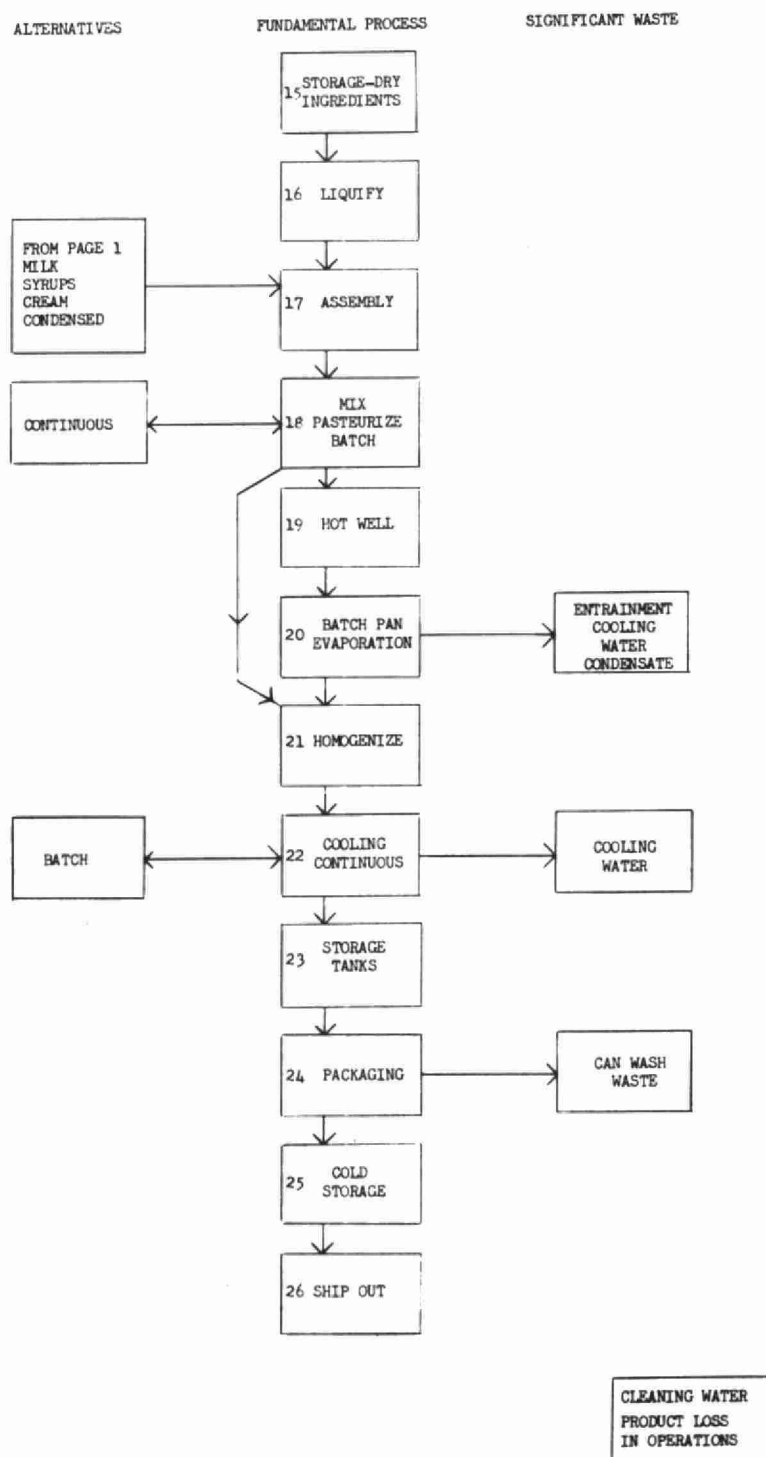 ALTERNATIVES
FUNDAMENTAL PROCESS
SIGNIFICANT WASTE
15 STORAGE-DRY
INGREDIENTS
16 LIQUIFY
FROM PAGE 1
MILK
SYRUPS
CREAM
CONDENSED
17 ASSEMBLY
CONTINUOUS
MIX
18 PASTEURIZE
BATCH
19 HOT WELL
20 BATCH PAN
EVAPORATION
ENTRAINMENT
COOLING
WATER
CONDENSATE
21 HOMOGENIZE
BATCH
22 COOLING
CONTINUOUS
COOLING
WATER
23 STORAGE
TANKS
24 PACKAGING
CAN WASH
WASTE
25 COLD
STORAGE
26 SHIP OUT
CLEANING WATER
PRODUCT LOSS
IN OPERATIONS